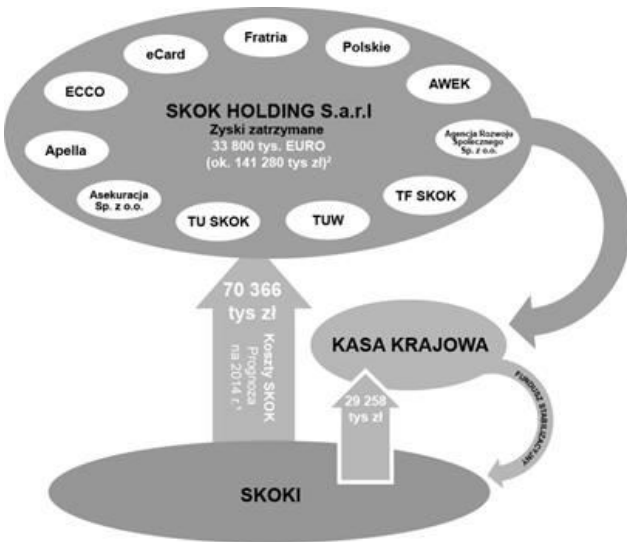 Fratria
Polskie
eCard
AWEK
ECCO
SKOK HOLDING S.a.r.l
Zyski zatrzymane
33 800 tys. EURO
(ok. 141 280 tys zł)²
Agencja Rozwoju
Społecznego
Sp. z o.o.
Apella
Asekuracja
Sp. z o.o.
TU SKOK
TUW
TF SKOK
70 366
tys zł
Koszty SKOK
Prognoza
na 2014 r.¹
KASA KRAJOWA
29 258
tys zł
FUNDUSZ STABILIZACYJNY
SKOKI